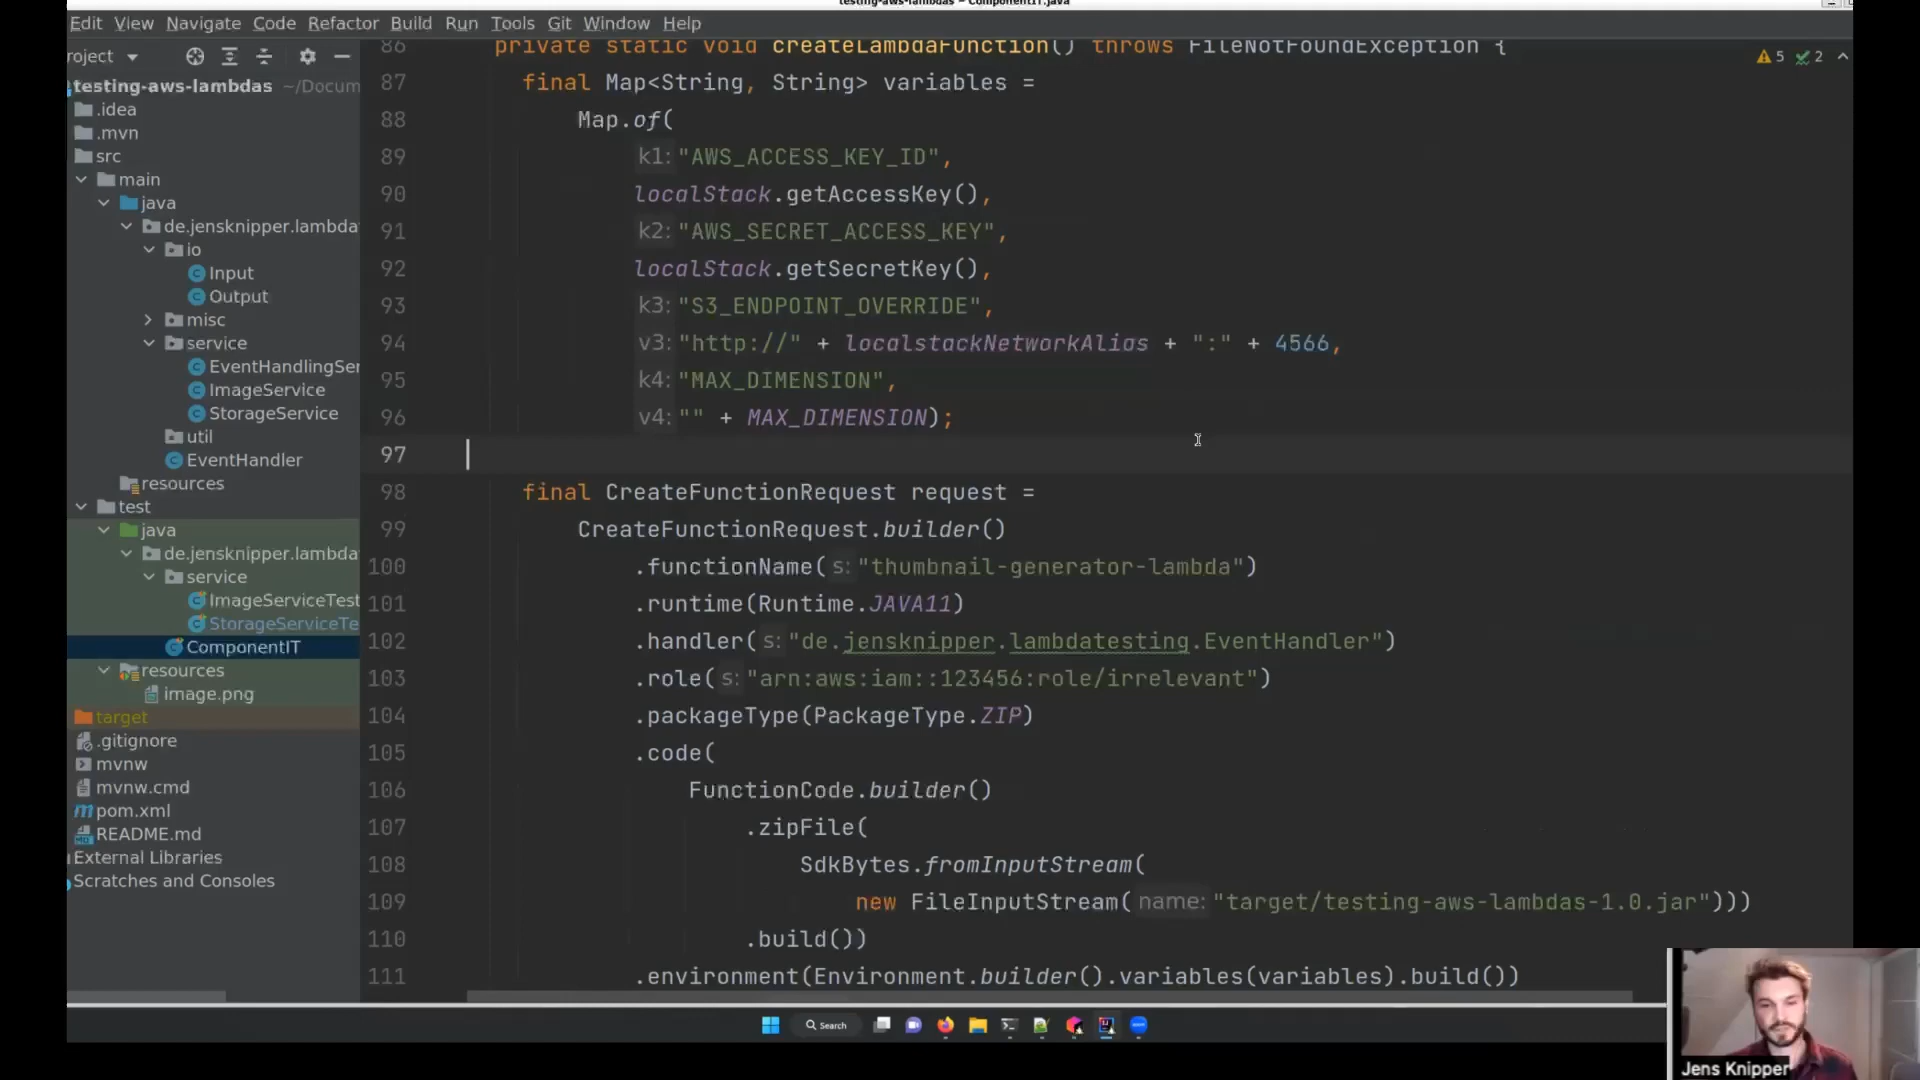 testing-aws-lambdas – ComponentIT.java
Edit View Navigate Code Refactor Build Run Tools Git Window Help
roject
testing-aws-lambdas ~/Docum
.idea
.mvn
src
main
java
de.jensknipper.lambda
io
Input
Output
misc
service
EventHandlingSer
ImageService
StorageService
util
EventHandler
resources
test
java
de.jensknipper.lambda
service
ImageServiceTest
StorageServiceTe
ComponentIT
resources
image.png
target
.gitignore
mvnw
mvnw.cmd
pom.xml
README.md
External Libraries
Scratches and Consoles
5 2
86 private static void createLambdaFunction() throws FileNotFoundException {
87 final Map<String, String> variables =
88 Map.of(
89 k1: "AWS_ACCESS_KEY_ID",
90 localStack.getAccessKey(),
91 k2: "AWS_SECRET_ACCESS_KEY",
92 localStack.getSecretKey(),
93 k3: "S3_ENDPOINT_OVERRIDE",
94 v3: "http://" + localstackNetworkAlias + ":" + 4566,
95 k4: "MAX_DIMENSION",
96 v4: "" + MAX_DIMENSION);
97
98 final CreateFunctionRequest request =
99 CreateFunctionRequest.builder()
100 .functionName( s: "thumbnail-generator-lambda")
101 .runtime(Runtime.JAVA11)
102 .handler( s: "de.jensknipper.lambdatesting.EventHandler")
103 .role( s: "arn:aws:iam::123456:role/irrelevant")
104 .packageType(PackageType.ZIP)
105 .code(
106 FunctionCode.builder()
107 .zipFile(
108 SdkBytes.fromInputStream(
109 new FileInputStream( name: "target/testing-aws-lambdas-1.0.jar")))
110 .build())
111 .environment(Environment.builder().variables(variables).build())
Search
Jens Knipper